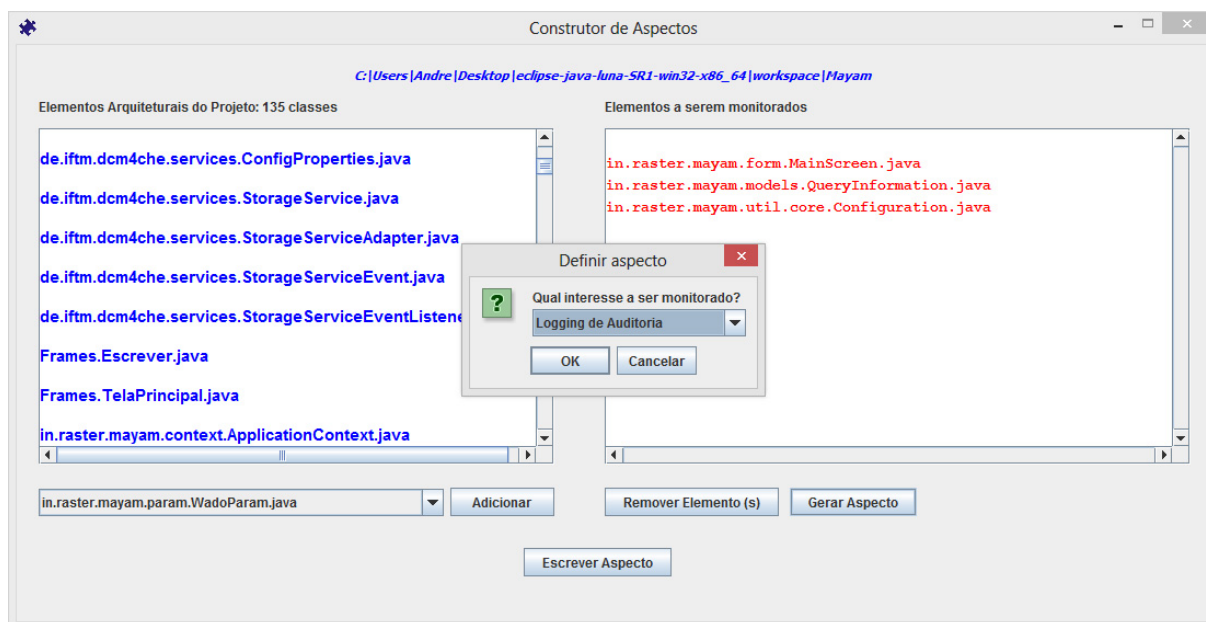 Construtor de Aspectos
C:|Users|Andre|Desktop|eclipse-java-luna-SR1-win32-x86_64|workspace|Mayam
Elementos Arquiteturais do Projeto: 135 classes
Elementos a serem monitorados
de.iftm.dcm4che.services.ConfigProperties.java
de.iftm.dcm4che.services.StorageService.java
de.iftm.dcm4che.services.StorageServiceAdapter.java
de.iftm.dcm4che.services.StorageServiceEvent.java
de.iftm.dcm4che.services.StorageServiceEventListene
Frames.Escrever.java
Frames.TelaPrincipal.java
in.raster.mayam.context.ApplicationContext.java
in.raster.mayam.form.MainScreen.java
in.raster.mayam.models.QueryInformation.java
in.raster.mayam.util.core.Configuration.java
Definir aspecto
?
Qual interesse a ser monitorado?
Logging de Auditoria
OK
Cancelar
in.raster.mayam.param.WadoParam.java
Adicionar
Remover Elemento (s)
Gerar Aspecto
Escrever Aspecto